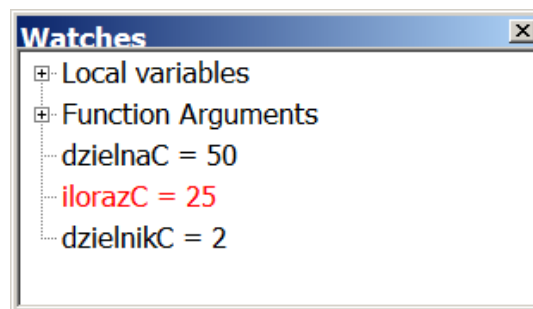 Watches
Local variables
Function Arguments
dzielnaC = 50
ilorazC = 25
dzielnikC = 2